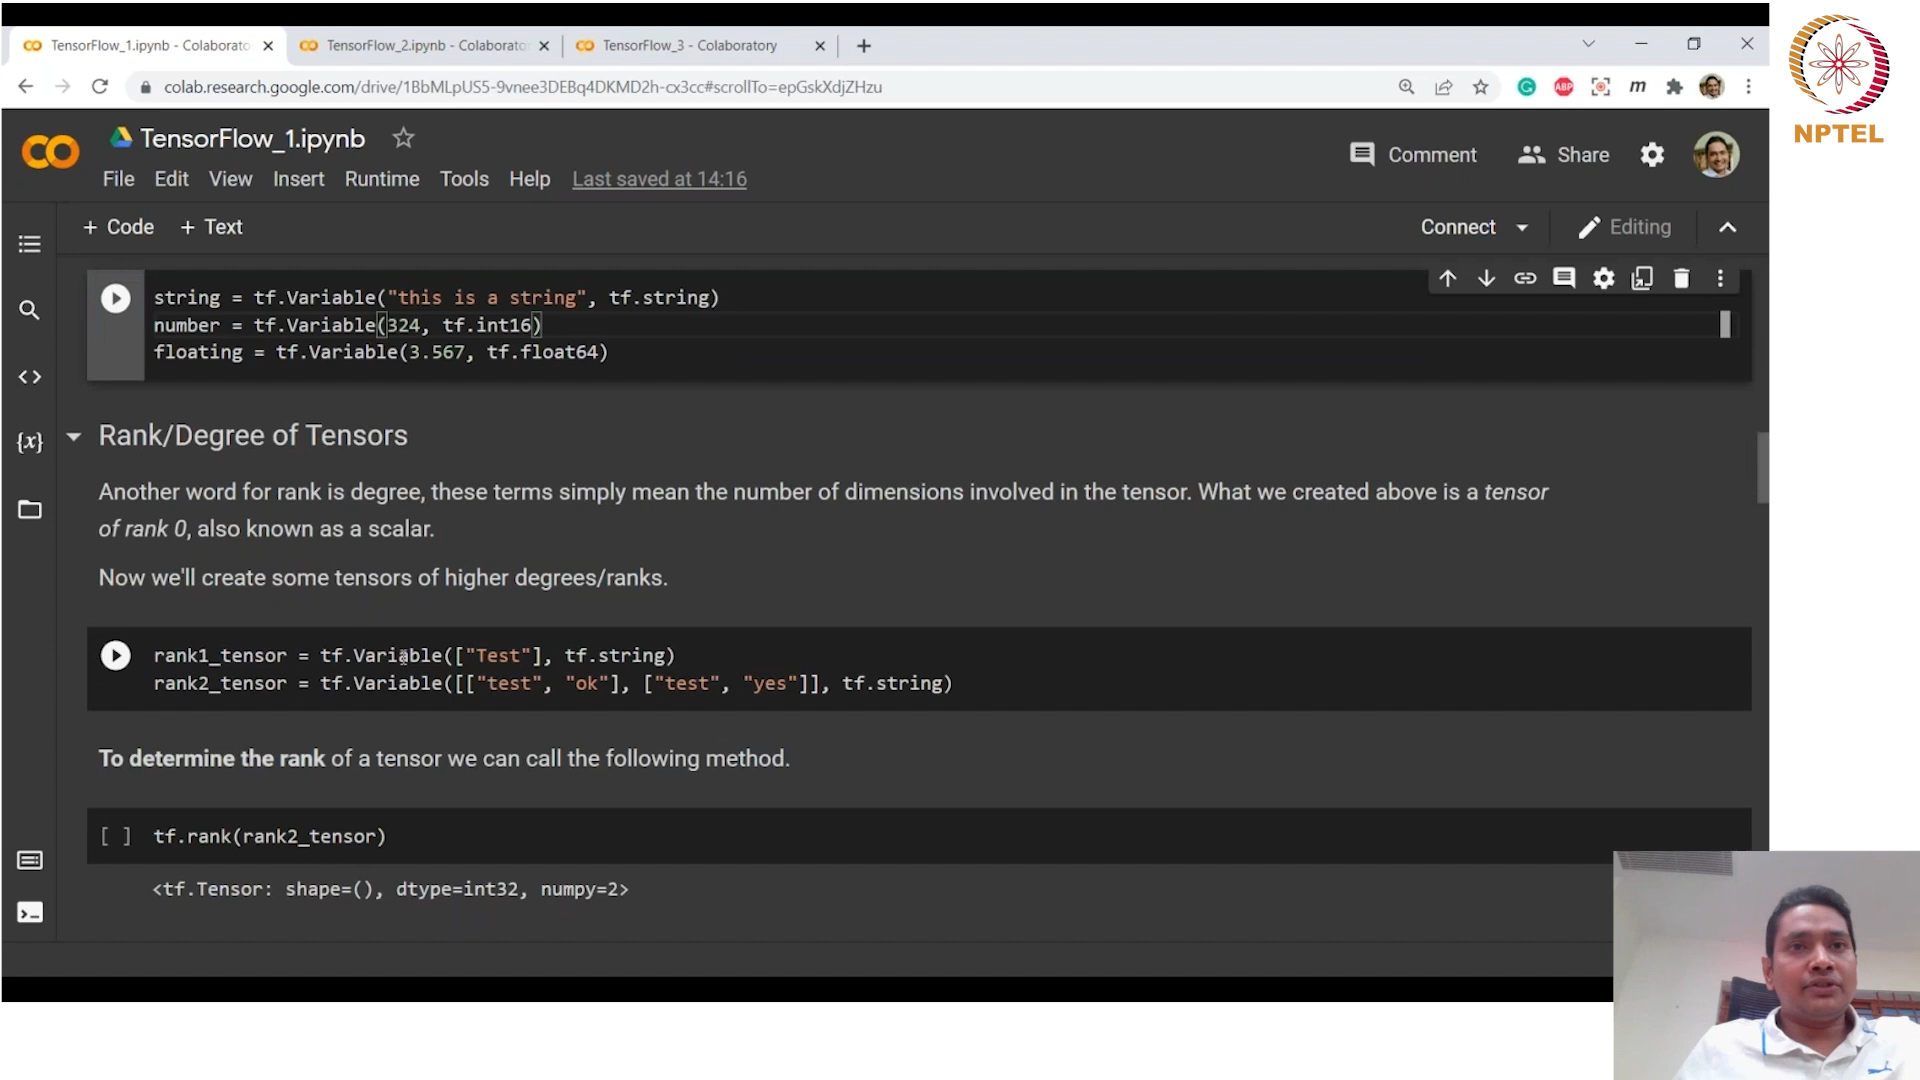 TensorFlow_1.ipynb - Colaborato
TensorFlow_2.ipynb - Colaborato
TensorFlow_3 - Colaboratory
colab.research.google.com/drive/1BbMLpUS5-9vnee3DEBq4DKMD2h-cx3cc#scrollTo=epGskXdjZHzu
ABP
m
NPTEL
TensorFlow_1.ipynb
Comment
Share
File Edit View Insert Runtime Tools Help Last saved at 14:16
+ Code + Text
Connect
Editing
string = tf.Variable("this is a string", tf.string)
number = tf.Variable(324, tf.int16)
floating = tf.Variable(3.567, tf.float64)
{x}
Rank/Degree of Tensors
Another word for rank is degree, these terms simply mean the number of dimensions involved in the tensor. What we created above is a tensor
of rank 0, also known as a scalar.
Now we'll create some tensors of higher degrees/ranks.
rank1_tensor = tf.Variable(["Test"], tf.string)
rank2_tensor = tf.Variable([["test", "ok"], ["test", "yes"]], tf.string)
To determine the rank of a tensor we can call the following method.
[ ] tf.rank(rank2_tensor)
<tf.Tensor: shape=(), dtype=int32, numpy=2>